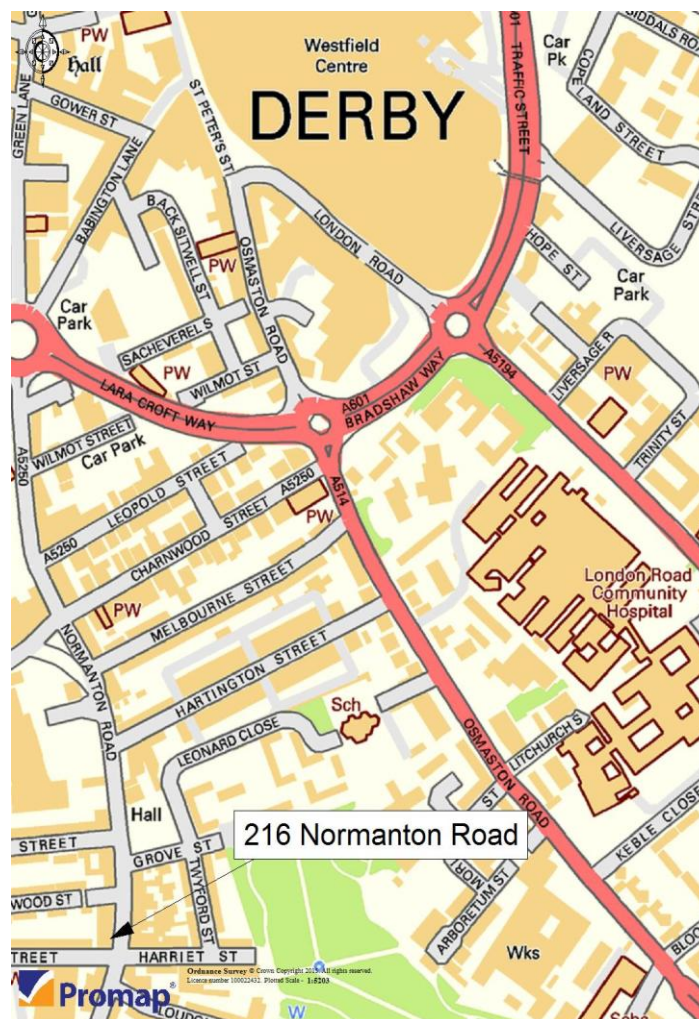 PW
Hall
Westfield
Centre
DERBY
A601
TRAFFIC STREET
Car
Pk
SIDDALS RO
COPELAND STREET
GREEN LANE
GOWER ST
BABINGTON LANE
ST PETER'S ST
BACK SITWELL ST
PW
OSMASTON ROAD
LONDON ROAD
HOPE ST
LIVERSAGE
Car
Park
Car
Park
SACHEVEREL S
PW
WILMOT ST
LARA CROFT WAY
A601
BRADSHAW WAY
A5194
LIVERSAGE R
PW
TRINITY ST
A5250
WILMOT STREET
Car Park
LEOPOLD STREET
A5250
CHARNWOOD STREET
A5250
PW
A514
PW
MELBOURNE STREET
London Road
Community
Hospital
NORMANTON ROAD
HARTINGTON STREET
Sch
LEONARD CLOSE
OSMASTON ROAD
LITCHURCH S
Hall
216 Normanton Road
STREET
GROVE ST
WOOD ST
TWYFORD ST
MORL
ST
ARBORETUM ST
KEBLE CLOSE
Wks
TREET
HARRIET ST
BLOO
Ordnance Survey © Crown Copyright 2015. All rights reserved.
Licence number 100022432. Plotted Scale - 1:5203
Promap®
LOUDO
W